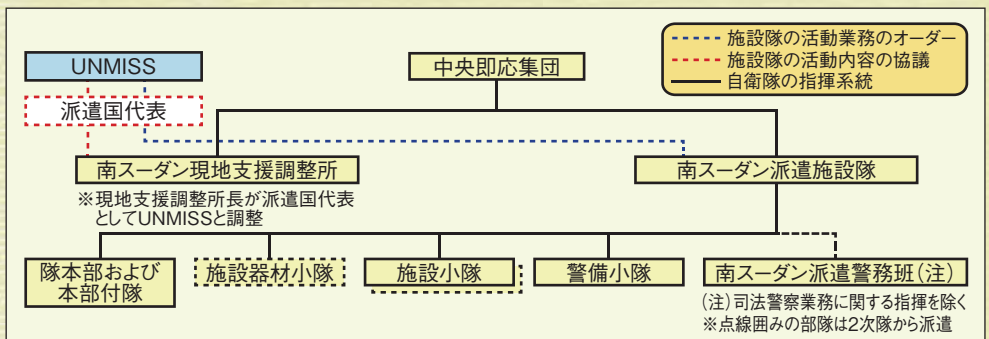 UNMISS
中央即応集団
施設隊の活動業務のオーダー
施設隊の活動内容の協議
自衛隊の指揮系統
派遣国代表
南スーダン現地支援調整所
南スーダン派遣施設隊
※現地支援調整所長が派遣国代表
としてUNMISSと調整
隊本部および
本部付隊
施設器材小隊
施設小隊
警備小隊
南スーダン派遣警務班(注)
(注)司法警察業務に関する指揮を除く
※点線囲みの部隊は2次隊から派遣